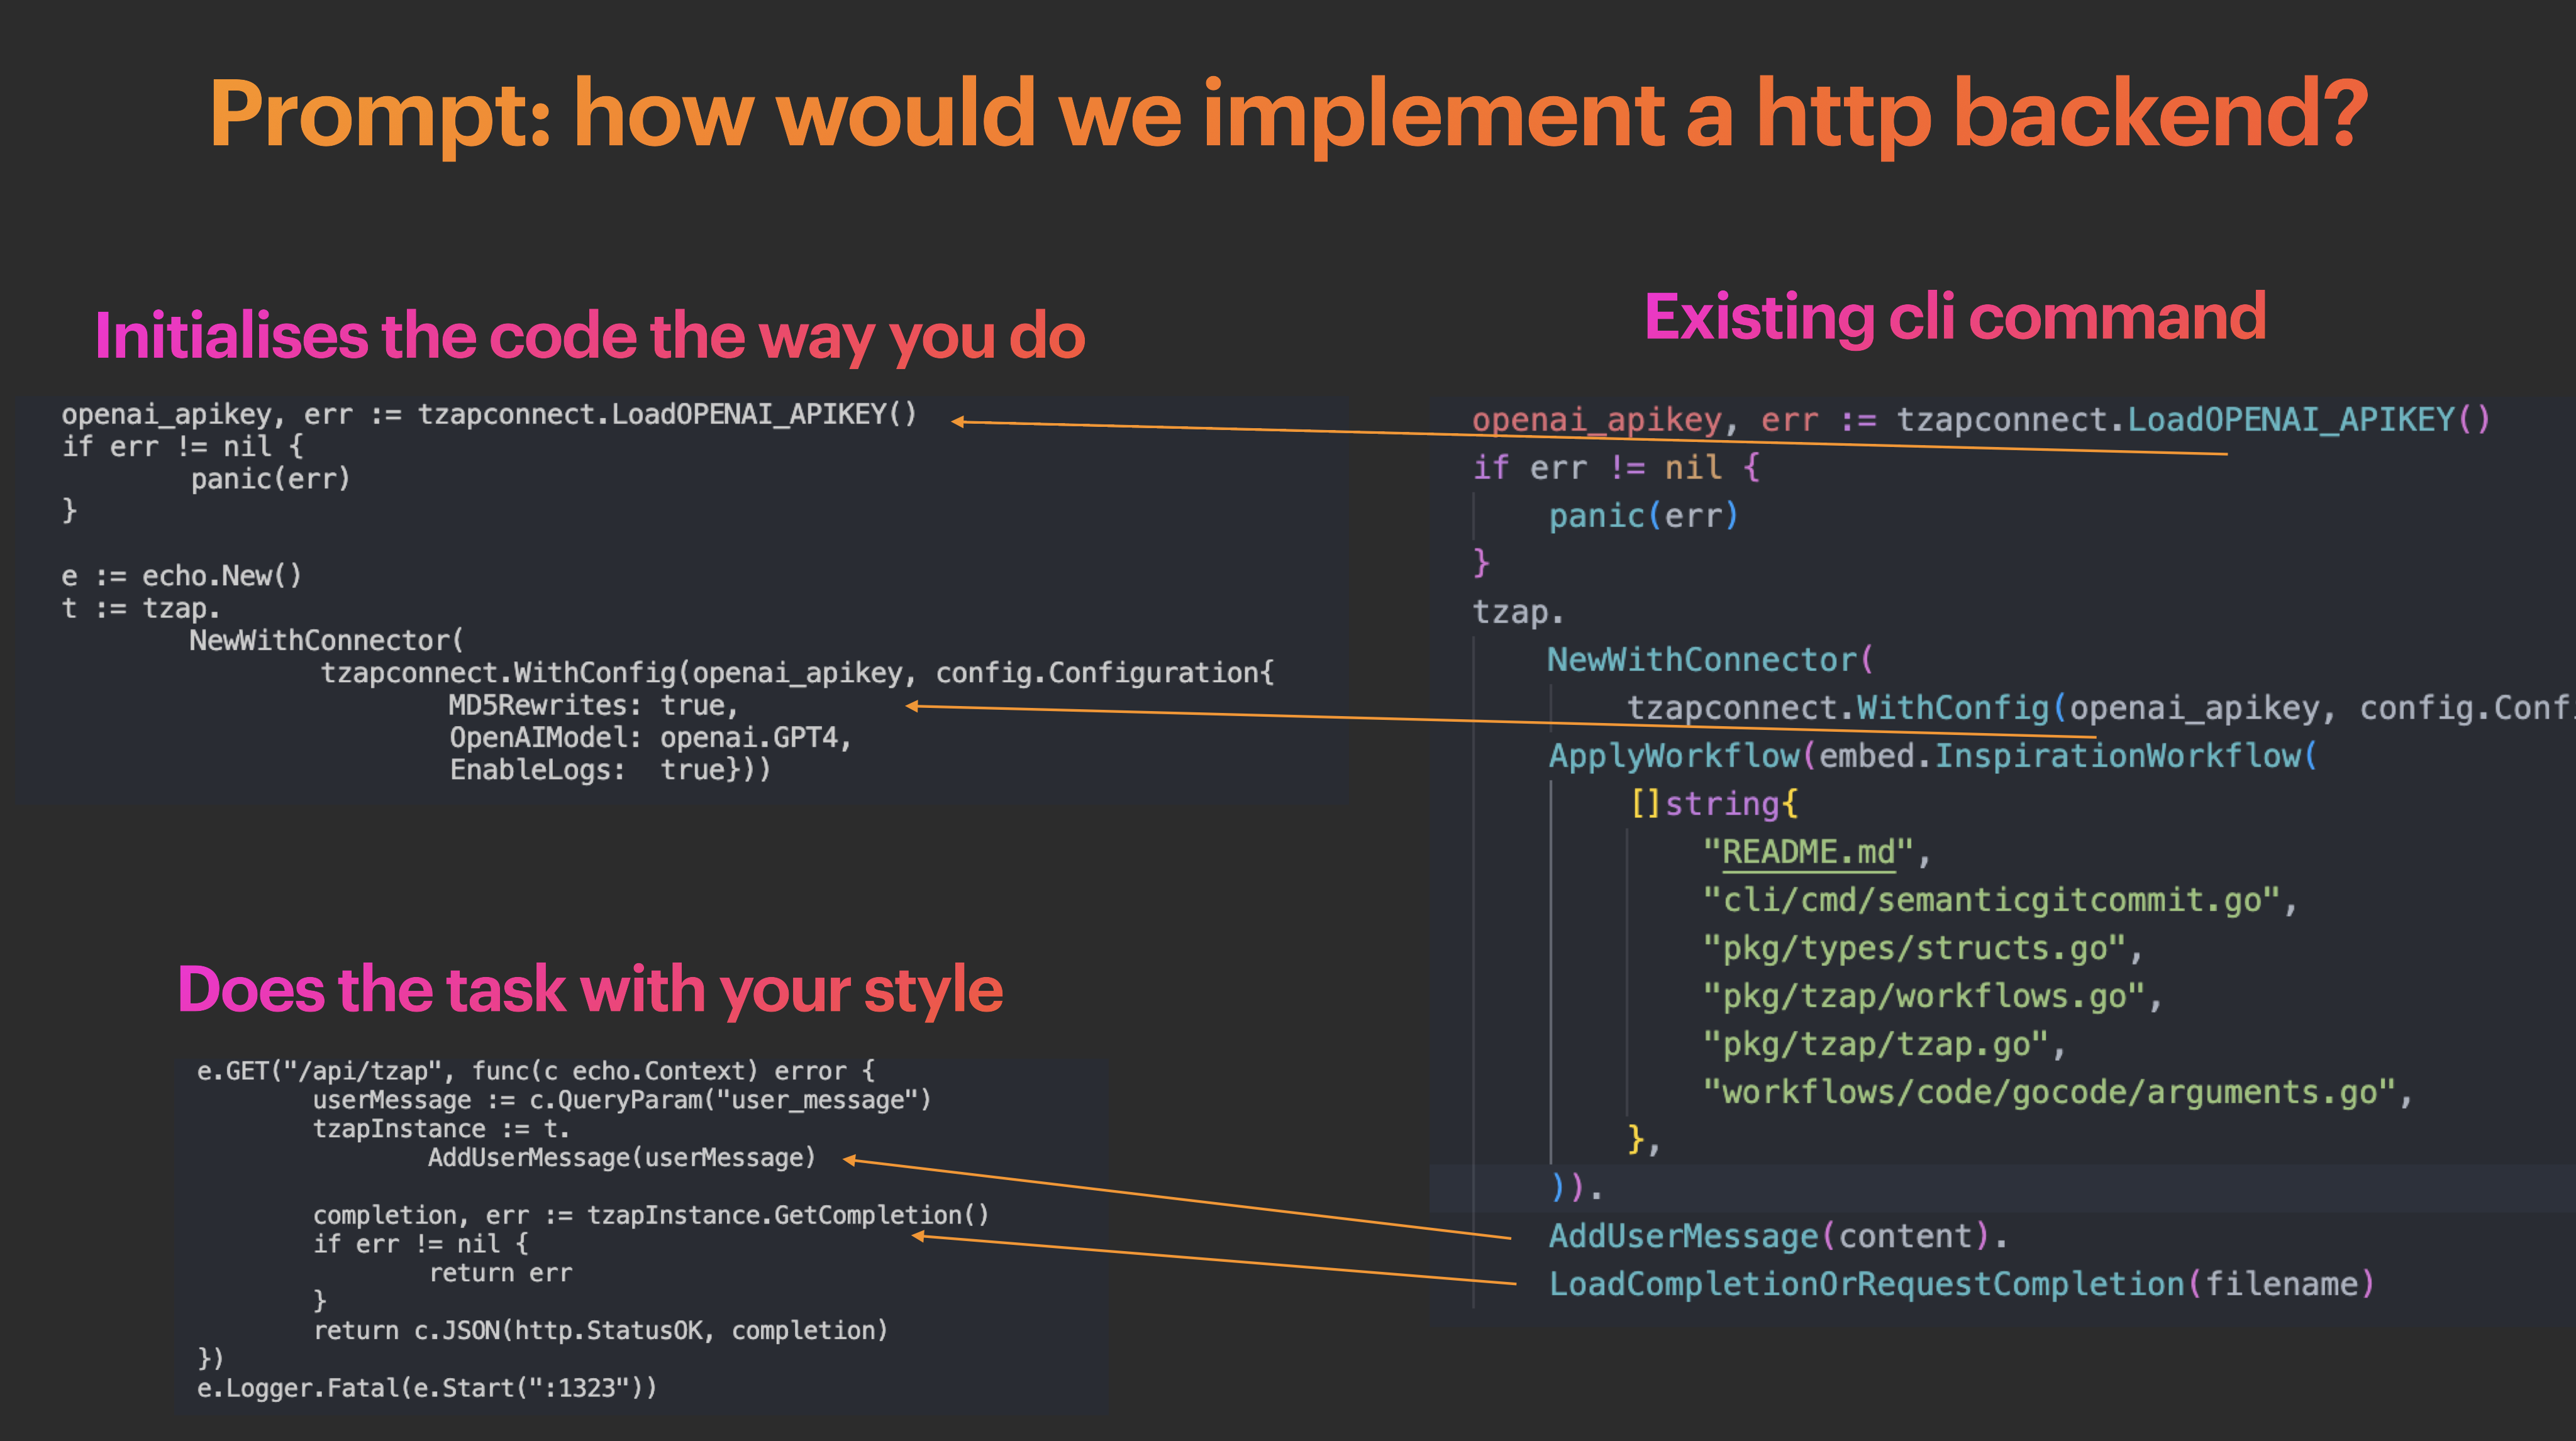 Prompt: how would we implement a http backend?
Initialises the code the way you do
openai_apikey, err := tzapconnect.LoadOPENAI_APIKEY()
if err != nil {
        panic(err)
}
e := echo.New()
t := tzap.
        NewWithConnector(
                tzapconnect.WithConfig(openai_apikey, config.Configuration{
                        MD5Rewrites: true,
                        OpenAIModel: openai.GPT4,
                        EnableLogs:  true}))
Does the task with your style
e.GET("/api/tzap", func(c echo.Context) error {
        userMessage := c.QueryParam("user_message")
        tzapInstance := t.
                AddUserMessage(userMessage)
        completion, err := tzapInstance.GetCompletion()
        if err != nil {
                return err
        }
        return c.JSON(http.StatusOK, completion)
})
e.Logger.Fatal(e.Start(":1323"))
Existing cli command
openai_apikey, err := tzapconnect.LoadOPENAI_APIKEY()
if err != nil {
    panic(err)
}
tzap.
    NewWithConnector(
        tzapconnect.WithConfig(openai_apikey, config.Conf
    ApplyWorkflow(embed.InspirationWorkflow(
        []string{
            "README.md",
            "cli/cmd/semanticgitcommit.go",
            "pkg/types/structs.go",
            "pkg/tzap/workflows.go",
            "pkg/tzap/tzap.go",
            "workflows/code/gocode/arguments.go",
        },
    )).
    AddUserMessage(content).
    LoadCompletionOrRequestCompletion(filename)